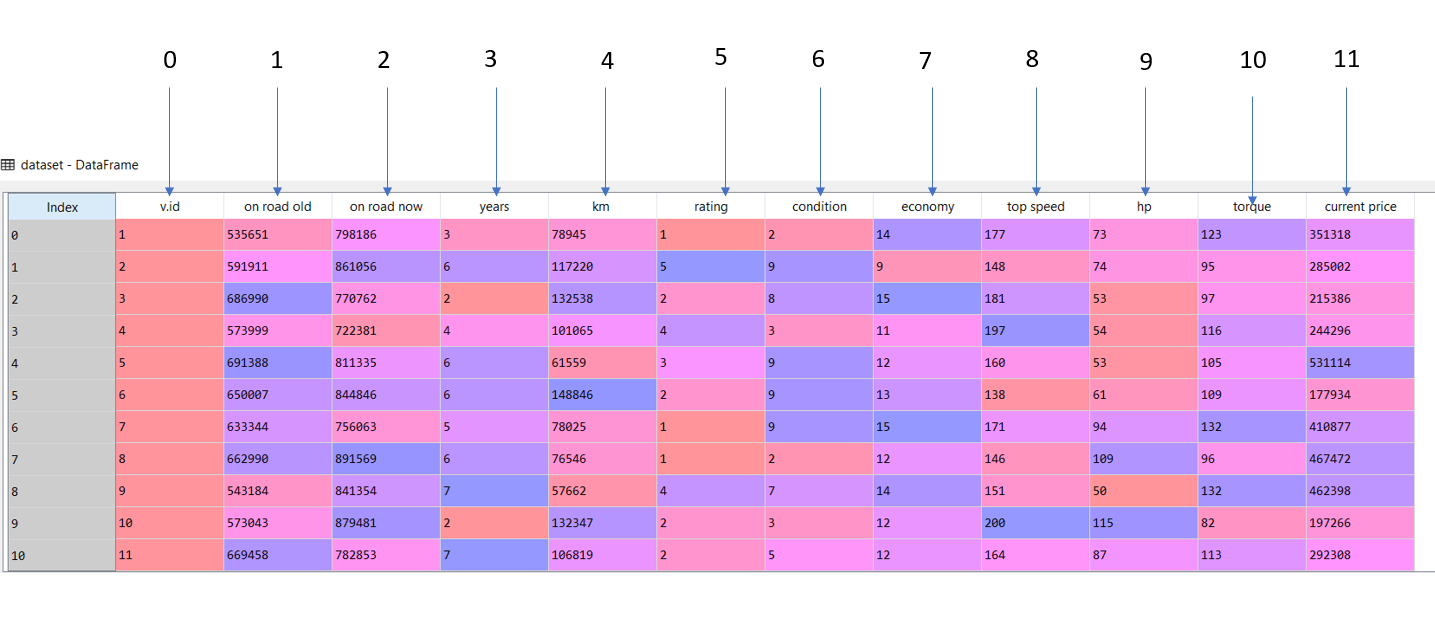 0 1 2 3 4 5 6 7 8 9 10 11
dataset - DataFrame
Index v.id on road old on road now years km rating condition economy top speed hp torque current price
0 1 535651 798186 3 78945 1 2 14 177 73 123 351318
1 2 591911 861056 6 117220 5 9 9 148 74 95 285002
2 3 686990 770762 2 132538 2 8 15 181 53 97 215386
3 4 573999 722381 4 101065 4 3 11 197 54 116 244296
4 5 691388 811335 6 61559 3 9 12 160 53 105 531114
5 6 650007 844846 6 148846 2 9 13 138 61 109 177934
6 7 633344 756063 5 78025 1 9 15 171 94 132 410877
7 8 662990 891569 6 76546 1 2 12 146 109 96 467472
8 9 543184 841354 7 57662 4 7 14 151 50 132 462398
9 10 573043 879481 2 132347 2 3 12 200 115 82 197266
10 11 669458 782853 7 106819 2 5 12 164 87 113 292308